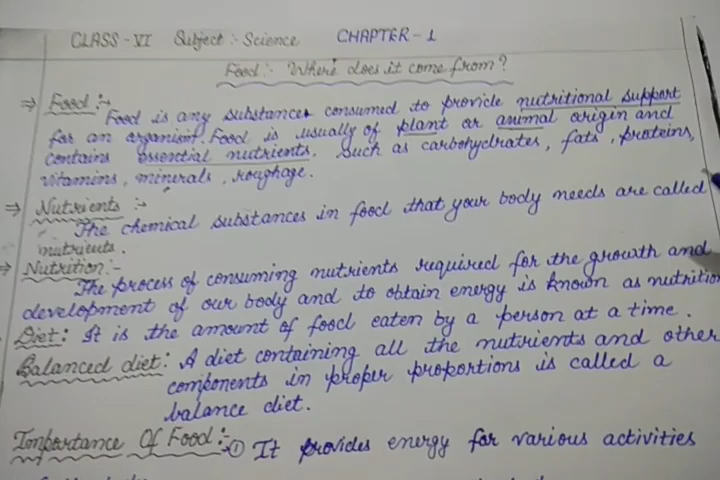 CLASS-VI Subject:- Science CHAPTER-1
Food:- Where does it come from?
⇒ Food:-
Food is any substance consumed to provide nutritional support
for an organism. Food is usually of plant or animal origin and
contains essential nutrients. Such as carbohydrates, fats, proteins,
vitamins, minerals, roughage.
⇒ Nutrients :-
The chemical substances in food that your body needs are called
nutrients.
⇒ Nutrition:-
The process of consuming nutrients required for the growth and
development of our body and to obtain energy is known as nutrition
Diet: It is the amount of food eaten by a person at a time.
Balanced diet: A diet containing all the nutrients and other
components in proper proportions is called a
balance diet.
Importance Of Food:- → ① It provides energy for various activities